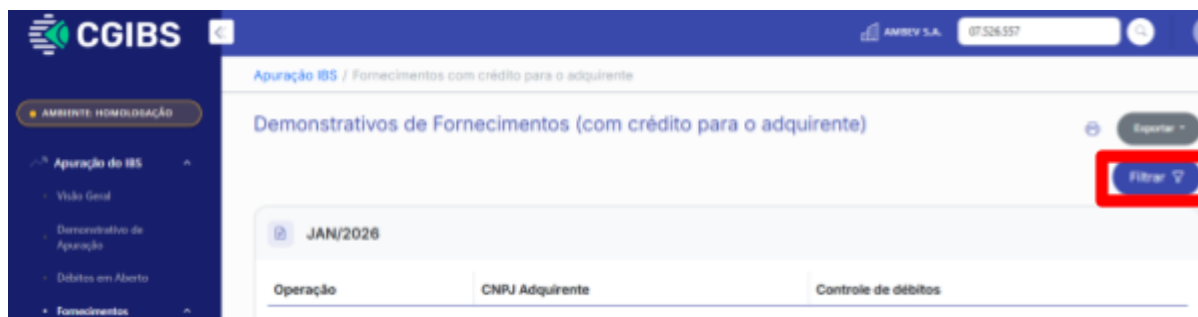 CGIBS
AMBEV S.A.
07.526.557
Apuração IBS / Fornecimentos com crédito para o adquirente
AMBIENTE: HOMOLOGAÇÃO
Demonstrativos de Fornecimentos (com crédito para o adquirente)
Exportar
Apuração do IBS
Filtrar
Visão Geral
Demonstrativo de
Apuração
JAN/2026
Débitos em Aberto
Operação
CNPJ Adquirente
Controle de débitos
Fornecimentos